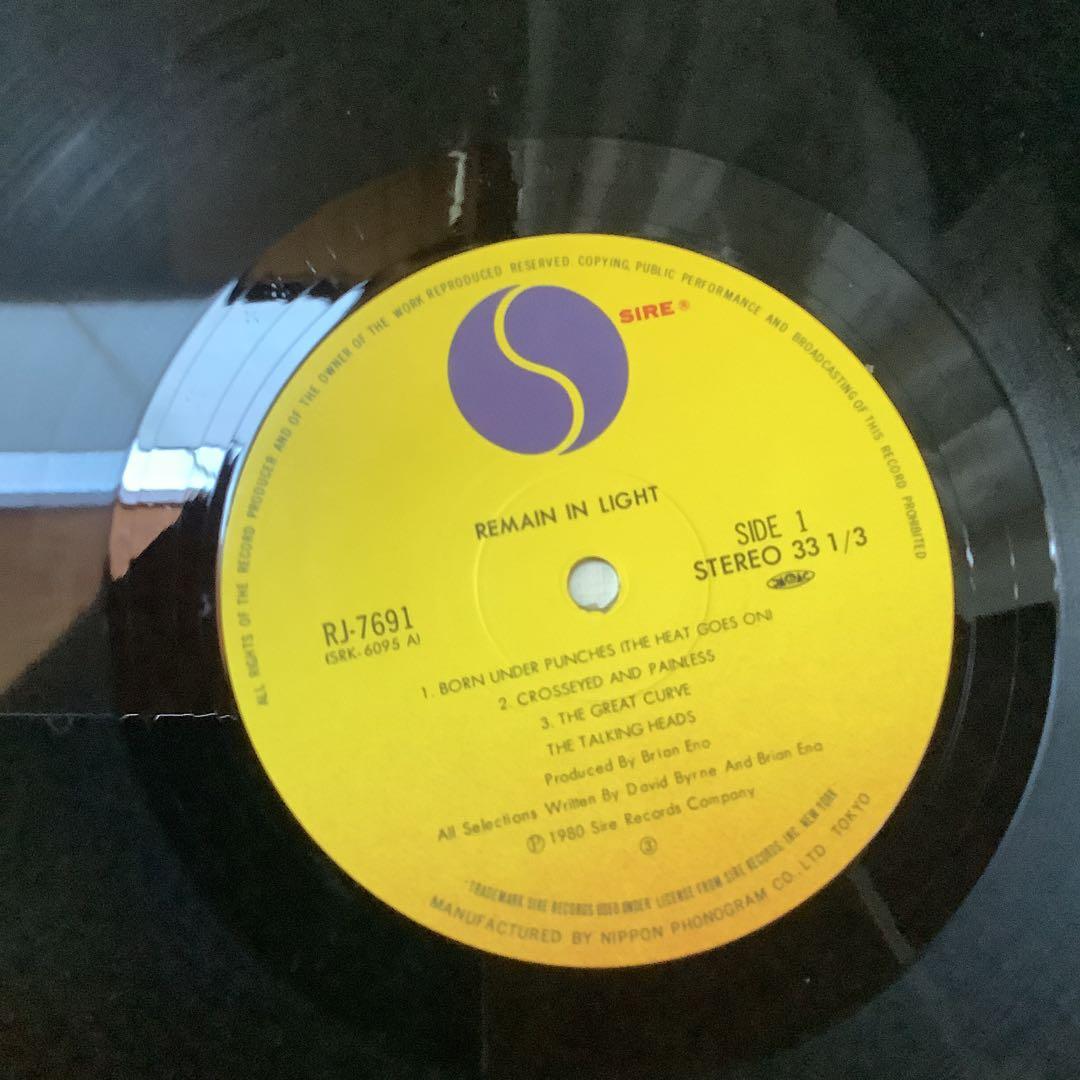 ALL RIGHTS OF THE RECORD PRODUCER AND OF THE OWNER OF THE WORK REPRODUCED RESERVED. COPYING, PUBLIC PERFORMANCE AND BROADCASTING OF THIS RECORD PROHIBITED
SIRE®
REMAIN IN LIGHT
SIDE 1
STEREO 33 1/3
JASRAC
RJ-7691
(SRK-6095 A)
1. BORN UNDER PUNCHES (THE HEAT GOES ON)
2. CROSSEYED AND PAINLESS
3. THE GREAT CURVE
THE TALKING HEADS
Produced By Brian Eno
All Selections Written By David Byrne And Brian Eno
Ⓟ 1980 Sire Records Company
③
"TRADEMARK SIRE RECORDS USED UNDER LICENSE FROM SIRE RECORDS, INC. NEW YORK"
MANUFACTURED BY NIPPON PHONOGRAM CO., LTD. TOKYO